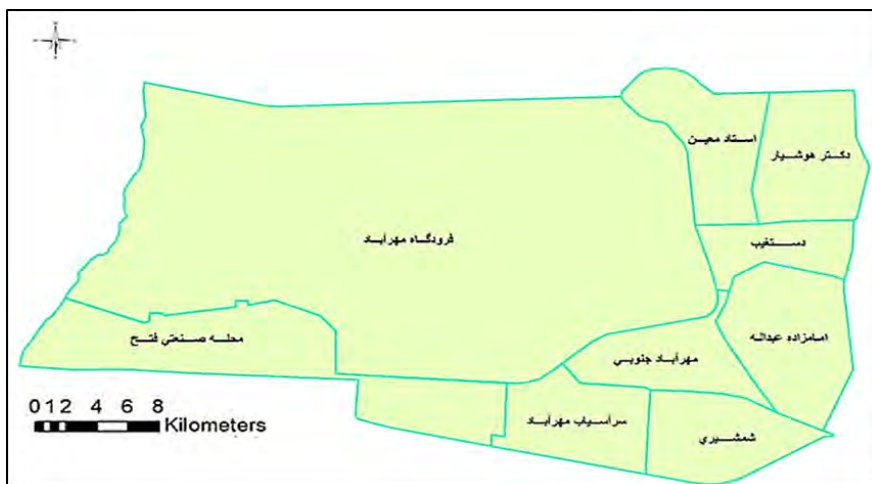 استاد معین
دکتر هوشیار
فرودگاه مهرآباد
دستغیب
امامزاده عبداله
محله صنعتی فتح
مهرآباد جنوبی
سرآسیاب مهرآباد
شمشیری
0 1 2 4 6 8
Kilometers